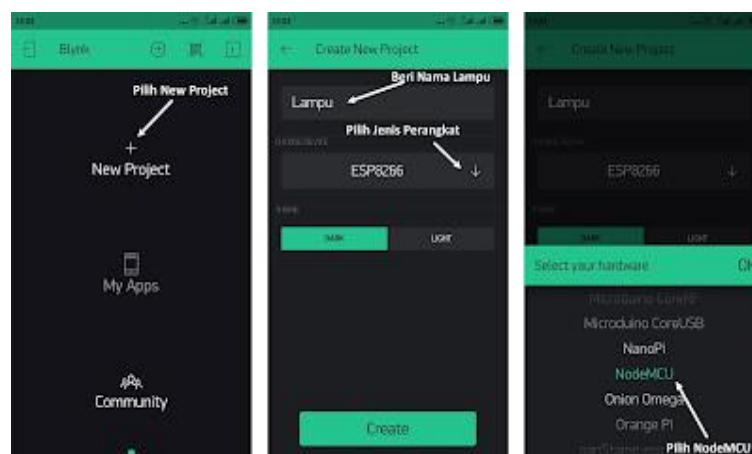 Blynk
Pilih New Project
New Project
My Apps
Community
Create New Project
Beri Nama Lampu
Lampu
Pilih Jenis Perangkat
ESP8266
DARK
LIGHT
Create
Create New Project
Lampu
ESP8266
DARK
LIGHT
Select your hardware
Microduino CoreRF
Microduino CoreUSB
NanoPi
NodeMCU
Onion Omega
Orange Pi
Pilih NodeMCU